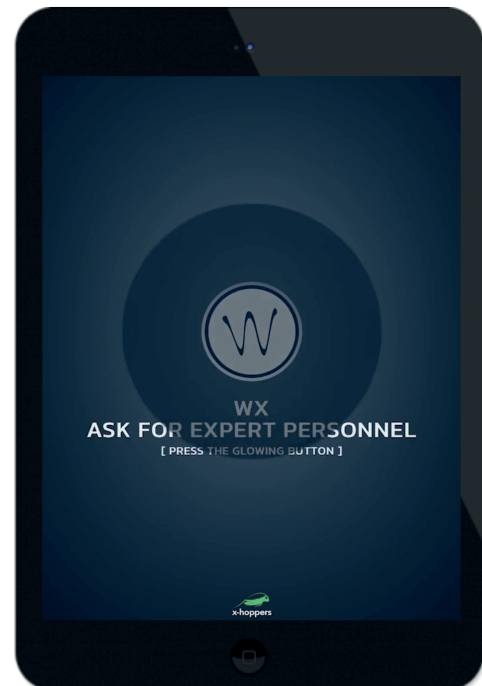 W
WX
ASK FOR EXPERT PERSONNEL
[ PRESS THE GLOWING BUTTON ]
x-hoppers